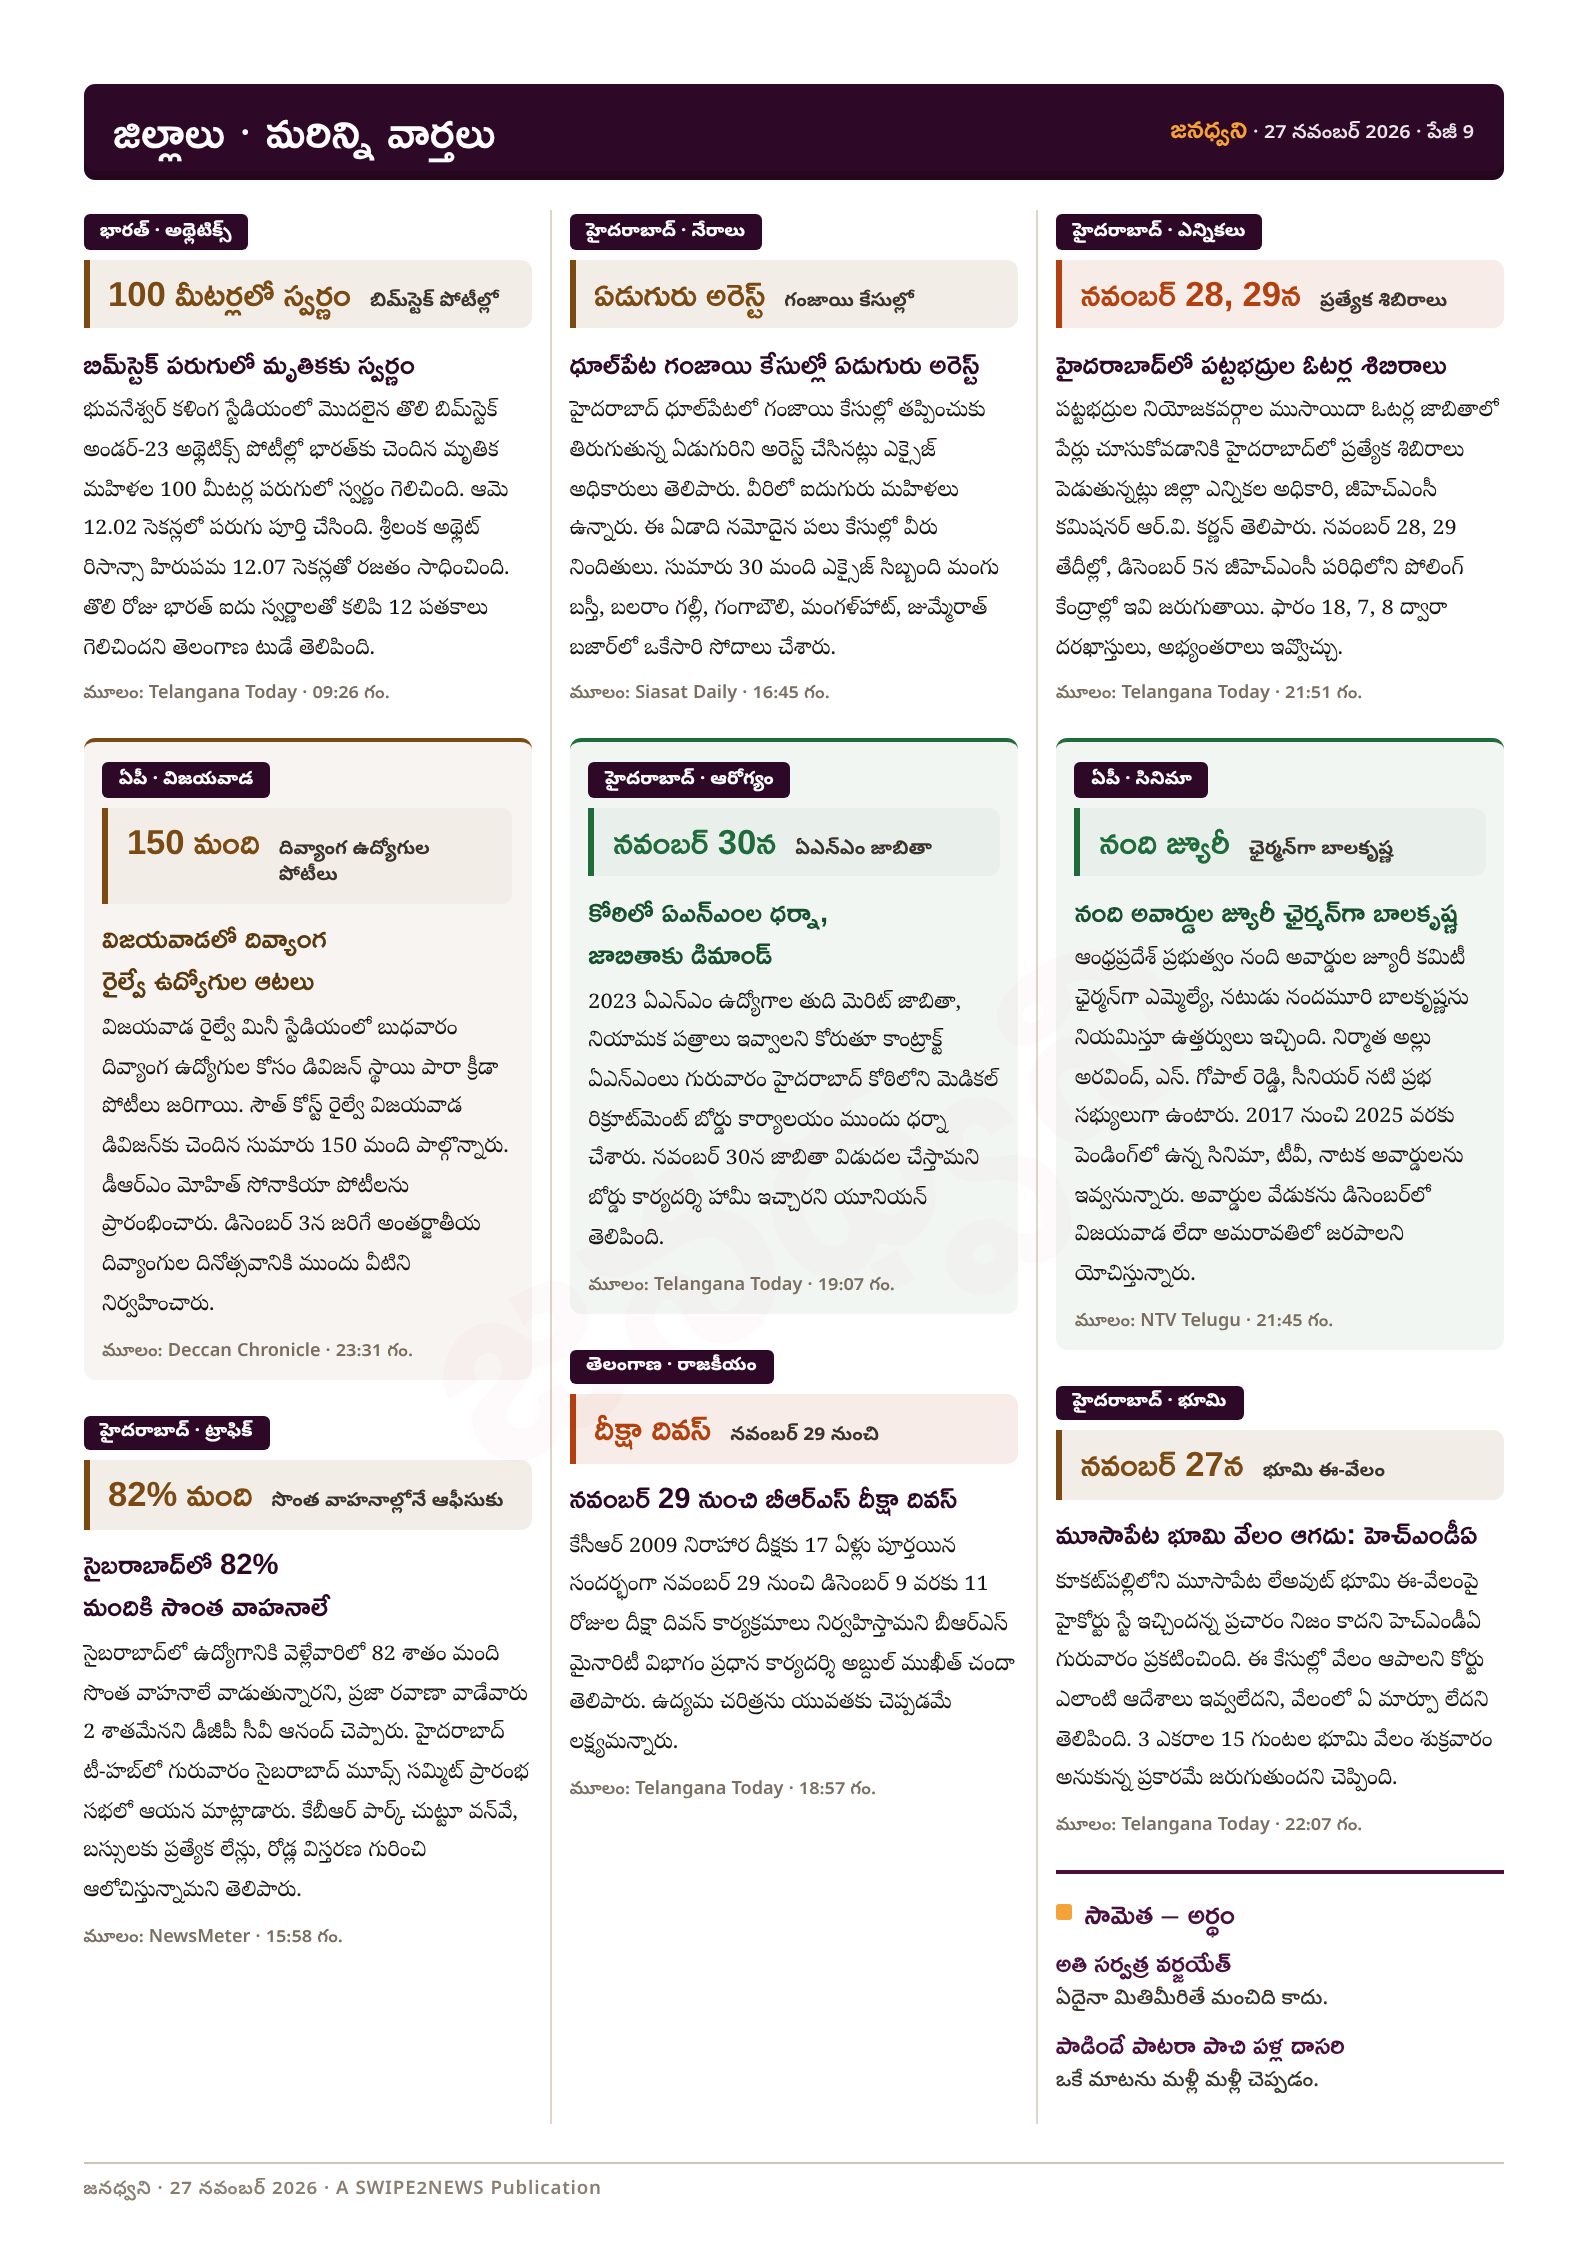 జిల్లాలు · మరిన్ని వార్తలు
జనధ్వని · 27 నవంబర్ 2026 · పేజీ 9
భారత్ · అథ్లెటిక్స్
100 మీటర్లలో స్వర్ణం బిమ్‌స్టెక్ పోటీల్లో
బిమ్‌స్టెక్ పరుగులో మృతికకు స్వర్ణం
భువనేశ్వర్ కళింగ స్టేడియంలో మొదలైన తొలి బిమ్‌స్టెక్
అండర్-23 అథ్లెటిక్స్ పోటీల్లో భారత్‌కు చెందిన మృతిక
మహిళల 100 మీటర్ల పరుగులో స్వర్ణం గెలిచింది. ఆమె
12.02 సెకన్లలో పరుగు పూర్తి చేసింది. శ్రీలంక అథ్లెట్
రిసాన్సా హిరుపమ 12.07 సెకన్లతో రజతం సాధించింది.
తొలి రోజు భారత్ ఐదు స్వర్ణాలతో కలిపి 12 పతకాలు
గెలిచిందని తెలంగాణ టుడే తెలిపింది.
మూలం: Telangana Today · 09:26 గం.
ఏపీ · విజయవాడ
150 మంది దివ్యాంగ ఉద్యోగుల
పోటీలు
విజయవాడలో దివ్యాంగ
రైల్వే ఉద్యోగుల ఆటలు
విజయవాడ రైల్వే మినీ స్టేడియంలో బుధవారం
దివ్యాంగ ఉద్యోగుల కోసం డివిజన్ స్థాయి పారా క్రీడా
పోటీలు జరిగాయి. సౌత్ కోస్ట్ రైల్వే విజయవాడ
డివిజన్‌కు చెందిన సుమారు 150 మంది పాల్గొన్నారు.
డీఆర్‌ఎం మోహిత్ సోనాకియా పోటీలను
ప్రారంభించారు. డిసెంబర్ 3న జరిగే అంతర్జాతీయ
దివ్యాంగుల దినోత్సవానికి ముందు వీటిని
నిర్వహించారు.
మూలం: Deccan Chronicle · 23:31 గం.
హైదరాబాద్ · ట్రాఫిక్
82% మంది సొంత వాహనాల్లోనే ఆఫీసుకు
సైబరాబాద్‌లో 82%
మందికి సొంత వాహనాలే
సైబరాబాద్‌లో ఉద్యోగానికి వెళ్లేవారిలో 82 శాతం మంది
సొంత వాహనాలే వాడుతున్నారని, ప్రజా రవాణా వాడేవారు
2 శాతమేనని డీజీపీ సీవీ ఆనంద్ చెప్పారు. హైదరాబాద్
టీ-హబ్‌లో గురువారం సైబరాబాద్ మూవ్స్ సమ్మిట్ ప్రారంభ
సభలో ఆయన మాట్లాడారు. కేబీఆర్ పార్క్ చుట్టూ వన్‌వే,
బస్సులకు ప్రత్యేక లేన్లు, రోడ్ల విస్తరణ గురించి
ఆలోచిస్తున్నామని తెలిపారు.
మూలం: NewsMeter · 15:58 గం.
హైదరాబాద్ · నేరాలు
ఏడుగురు అరెస్ట్ గంజాయి కేసుల్లో
ధూల్‌పేట గంజాయి కేసుల్లో ఏడుగురు అరెస్ట్
హైదరాబాద్ ధూల్‌పేటలో గంజాయి కేసుల్లో తప్పించుకు
తిరుగుతున్న ఏడుగురిని అరెస్ట్ చేసినట్లు ఎక్సైజ్
అధికారులు తెలిపారు. వీరిలో ఐదుగురు మహిళలు
ఉన్నారు. ఈ ఏడాది నమోదైన పలు కేసుల్లో వీరు
నిందితులు. సుమారు 30 మంది ఎక్సైజ్ సిబ్బంది మంగు
బస్తీ, బలరాం గల్లీ, గంగాబౌలి, మంగళ్‌హాట్, జుమ్మేరాత్
బజార్‌లో ఒకేసారి సోదాలు చేశారు.
మూలం: Siasat Daily · 16:45 గం.
హైదరాబాద్ · ఆరోగ్యం
నవంబర్ 30న ఏఎన్‌ఎం జాబితా
కోఠిలో ఏఎన్‌ఎంల ధర్నా,
జాబితాకు డిమాండ్
2023 ఏఎన్‌ఎం ఉద్యోగాల తుది మెరిట్ జాబితా,
నియామక పత్రాలు ఇవ్వాలని కోరుతూ కాంట్రాక్ట్
ఏఎన్‌ఎంలు గురువారం హైదరాబాద్ కోఠిలోని మెడికల్
రిక్రూట్‌మెంట్ బోర్డు కార్యాలయం ముందు ధర్నా
చేశారు. నవంబర్ 30న జాబితా విడుదల చేస్తామని
బోర్డు కార్యదర్శి హామీ ఇచ్చారని యూనియన్
తెలిపింది.
మూలం: Telangana Today · 19:07 గం.
తెలంగాణ · రాజకీయం
దీక్షా దివస్ నవంబర్ 29 నుంచి
నవంబర్ 29 నుంచి బీఆర్‌ఎస్ దీక్షా దివస్
కేసీఆర్ 2009 నిరాహార దీక్షకు 17 ఏళ్లు పూర్తయిన
సందర్భంగా నవంబర్ 29 నుంచి డిసెంబర్ 9 వరకు 11
రోజుల దీక్షా దివస్ కార్యక్రమాలు నిర్వహిస్తామని బీఆర్‌ఎస్
మైనారిటీ విభాగం ప్రధాన కార్యదర్శి అబ్దుల్ ముఖీత్ చందా
తెలిపారు. ఉద్యమ చరిత్రను యువతకు చెప్పడమే
లక్ష్యమన్నారు.
మూలం: Telangana Today · 18:57 గం.
హైదరాబాద్ · ఎన్నికలు
నవంబర్ 28, 29న ప్రత్యేక శిబిరాలు
హైదరాబాద్‌లో పట్టభద్రుల ఓటర్ల శిబిరాలు
పట్టభద్రుల నియోజకవర్గాల ముసాయిదా ఓటర్ల జాబితాలో
పేర్లు చూసుకోవడానికి హైదరాబాద్‌లో ప్రత్యేక శిబిరాలు
పెడుతున్నట్లు జిల్లా ఎన్నికల అధికారి, జీహెచ్‌ఎంసీ
కమిషనర్ ఆర్.వి. కర్ణన్ తెలిపారు. నవంబర్ 28, 29
తేదీల్లో, డిసెంబర్ 5న జీహెచ్‌ఎంసీ పరిధిలోని పోలింగ్
కేంద్రాల్లో ఇవి జరుగుతాయి. ఫారం 18, 7, 8 ద్వారా
దరఖాస్తులు, అభ్యంతరాలు ఇవ్వొచ్చు.
మూలం: Telangana Today · 21:51 గం.
ఏపీ · సినిమా
నంది జ్యూరీ ఛైర్మన్‌గా బాలకృష్ణ
నంది అవార్డుల జ్యూరీ ఛైర్మన్‌గా బాలకృష్ణ
ఆంధ్రప్రదేశ్ ప్రభుత్వం నంది అవార్డుల జ్యూరీ కమిటీ
ఛైర్మన్‌గా ఎమ్మెల్యే, నటుడు నందమూరి బాలకృష్ణను
నియమిస్తూ ఉత్తర్వులు ఇచ్చింది. నిర్మాత అల్లు
అరవింద్, ఎస్. గోపాల్ రెడ్డి, సీనియర్ నటి ప్రభ
సభ్యులుగా ఉంటారు. 2017 నుంచి 2025 వరకు
పెండింగ్‌లో ఉన్న సినిమా, టీవీ, నాటక అవార్డులను
ఇవ్వనున్నారు. అవార్డుల వేడుకను డిసెంబర్‌లో
విజయవాడ లేదా అమరావతిలో జరపాలని
యోచిస్తున్నారు.
మూలం: NTV Telugu · 21:45 గం.
హైదరాబాద్ · భూమి
నవంబర్ 27న భూమి ఈ-వేలం
మూసాపేట భూమి వేలం ఆగదు: హెచ్‌ఎండీఏ
కూకట్‌పల్లిలోని మూసాపేట లేఅవుట్ భూమి ఈ-వేలంపై
హైకోర్టు స్టే ఇచ్చిందన్న ప్రచారం నిజం కాదని హెచ్‌ఎండీఏ
గురువారం ప్రకటించింది. ఈ కేసుల్లో వేలం ఆపాలని కోర్టు
ఎలాంటి ఆదేశాలు ఇవ్వలేదని, వేలంలో ఏ మార్పూ లేదని
తెలిపింది. 3 ఎకరాల 15 గుంటల భూమి వేలం శుక్రవారం
అనుకున్న ప్రకారమే జరుగుతుందని చెప్పింది.
మూలం: Telangana Today · 22:07 గం.
సామెత — అర్థం
అతి సర్వత్ర వర్జయేత్
ఏదైనా మితిమీరితే మంచిది కాదు.
పాడిందే పాటరా పాచి పళ్ల దాసరి
ఒకే మాటను మళ్లీ మళ్లీ చెప్పడం.
జనధ్వని
జనధ్వని · 27 నవంబర్ 2026 · A SWIPE2NEWS Publication